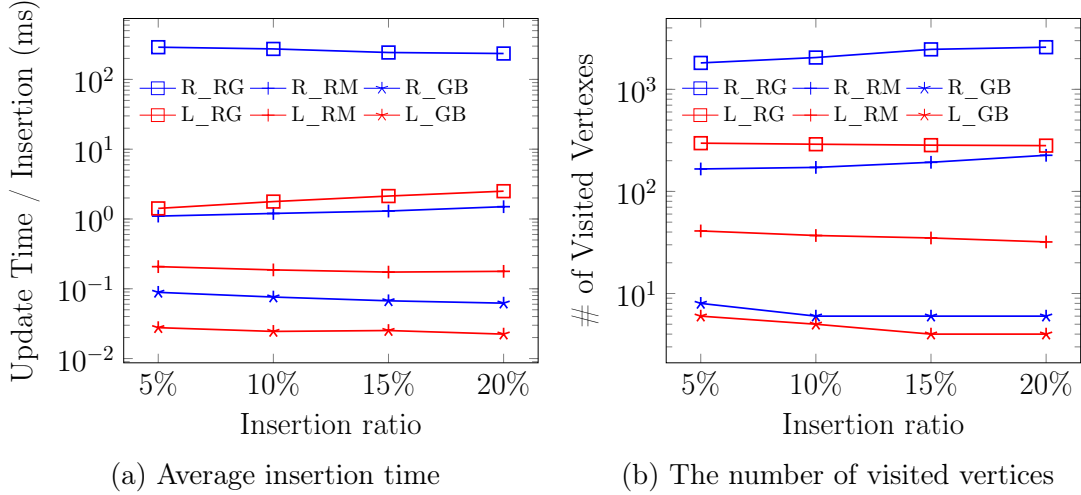 Update Time / Insertion (ms)
10^2
10^1
10^0
10^-1
10^-2
R_RG R_RM R_GB
L_RG L_RM L_GB
5% 10% 15% 20%
Insertion ratio
(a) Average insertion time
# of Visited Vertexes
10^3
10^2
10^1
R_RG R_RM R_GB
L_RG L_RM L_GB
5% 10% 15% 20%
Insertion ratio
(b) The number of visited vertices